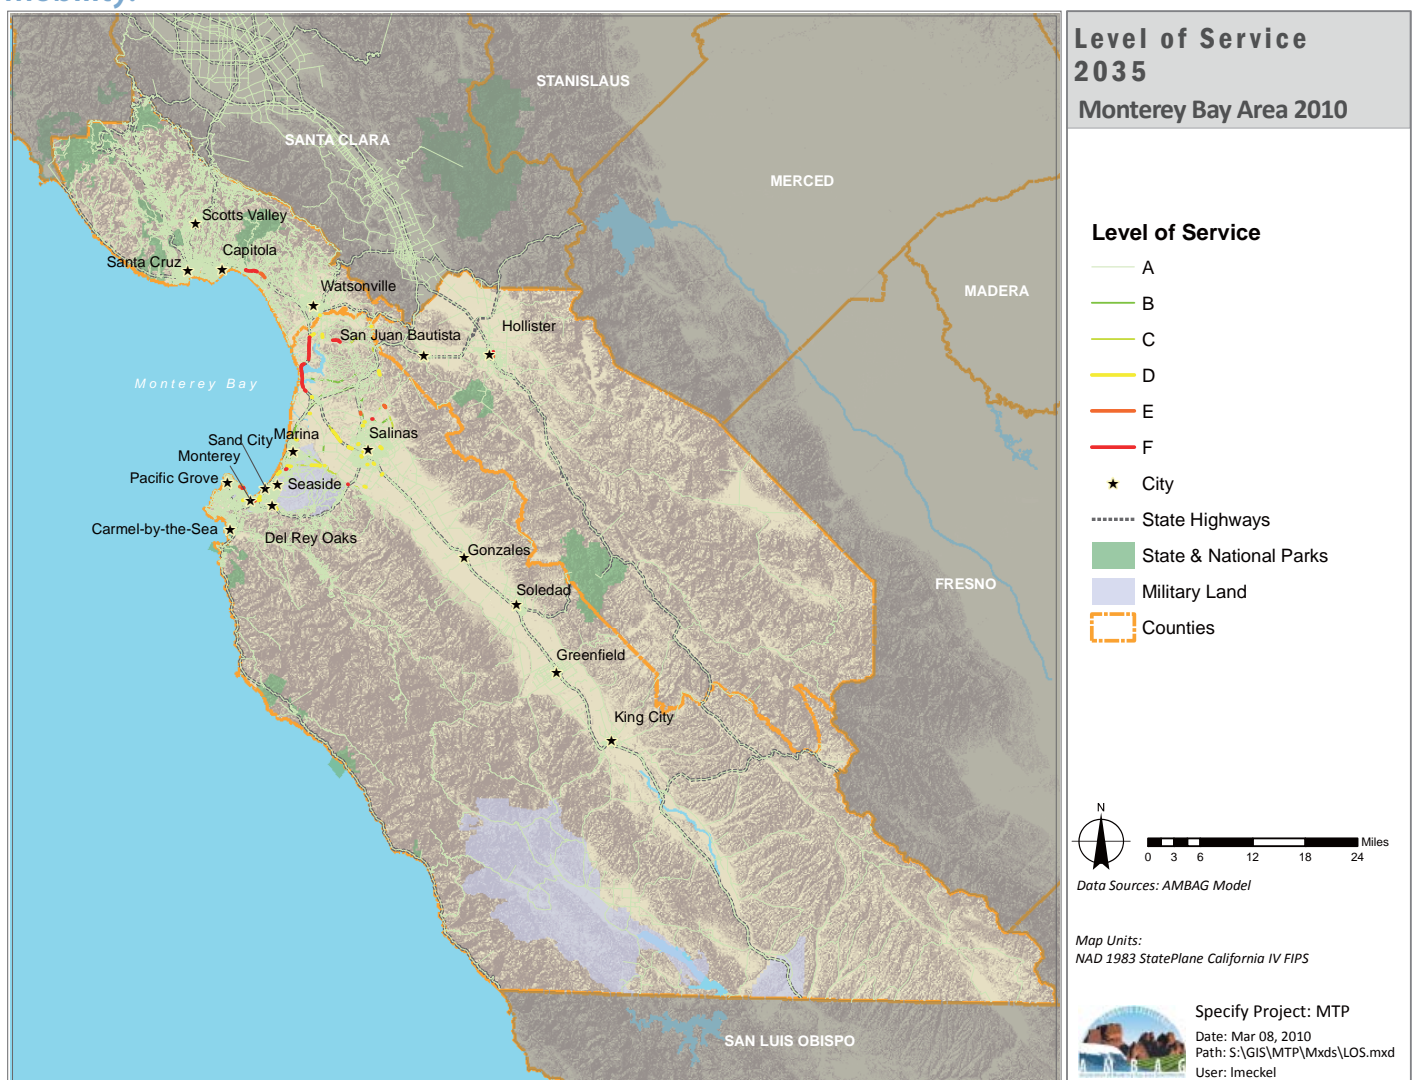 mobility.
Level of Service
2035
Monterey Bay Area 2010
STANISLAUS
SANTA CLARA
MERCED
MADERA
FRESNO
SAN LUIS OBISPO
Scotts Valley
Capitola
Santa Cruz
Watsonville
San Juan Bautista
Hollister
Monterey Bay
Marina
Sand City
Salinas
Monterey
Pacific Grove
Seaside
Carmel-by-the-Sea
Del Rey Oaks
Gonzales
Soledad
Greenfield
King City
Level of Service
A
B
C
D
E
F
City
State Highways
State & National Parks
Military Land
Counties
N
Miles
0 3 6 12 18 24
Data Sources: AMBAG Model
Map Units:
NAD 1983 StatePlane California IV FIPS
Specify Project: MTP
Date: Mar 08, 2010
Path: S:\GIS\MTP\Mxds\LOS.mxd
User: lmeckel
A M B A G